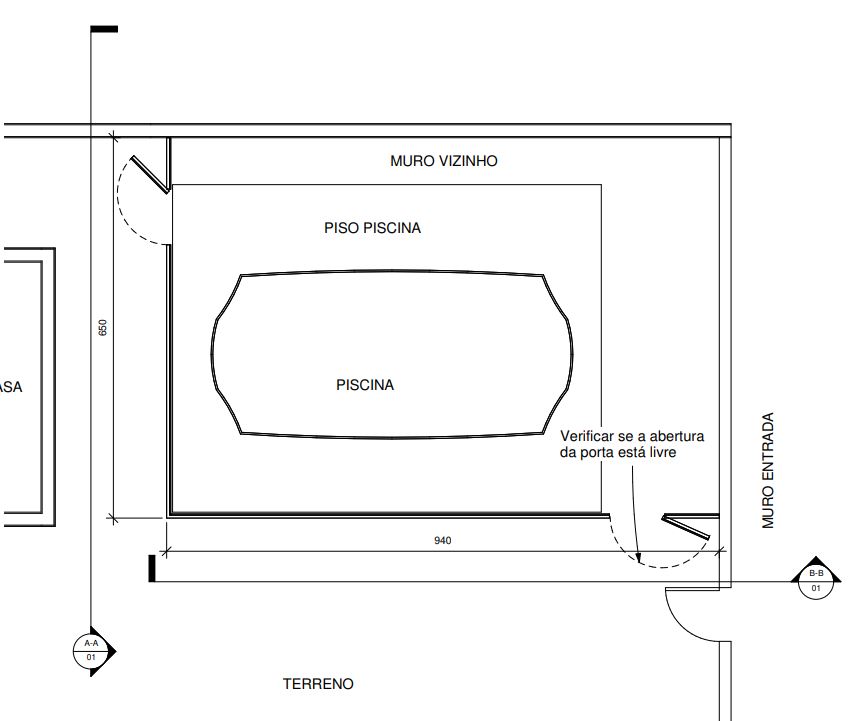 MURO VIZINHO
PISO PISCINA
650
PISCINA
ASA
Verificar se a abertura
da porta está livre
MURO ENTRADA
940
B-B
01
A-A
01
TERRENO